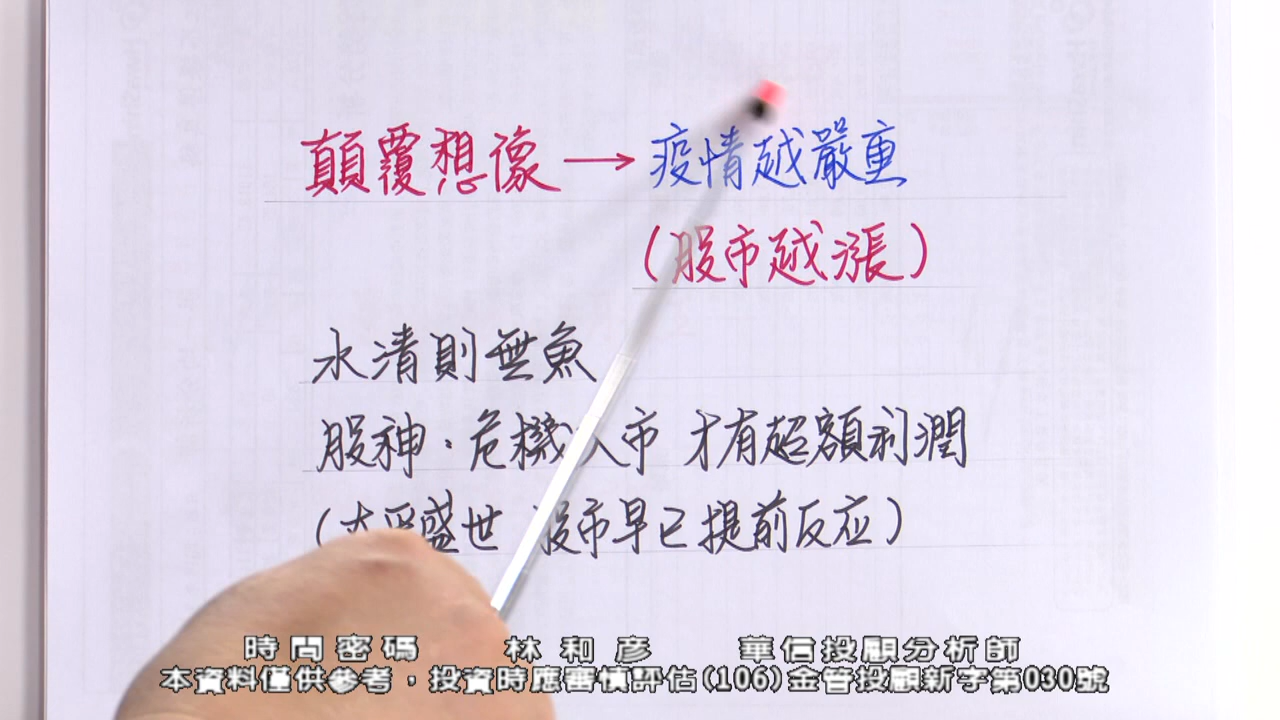 顛覆想像→疫情越嚴重
(股市越漲)
水清則無魚
股神.危機入市 才有超額利潤
(太平盛世 股市早已提前反应)
時間密碼 林和彥 華信投顧分析師
本資料僅供參考,投資時應審慎評估(106)金管投顧新字第030號